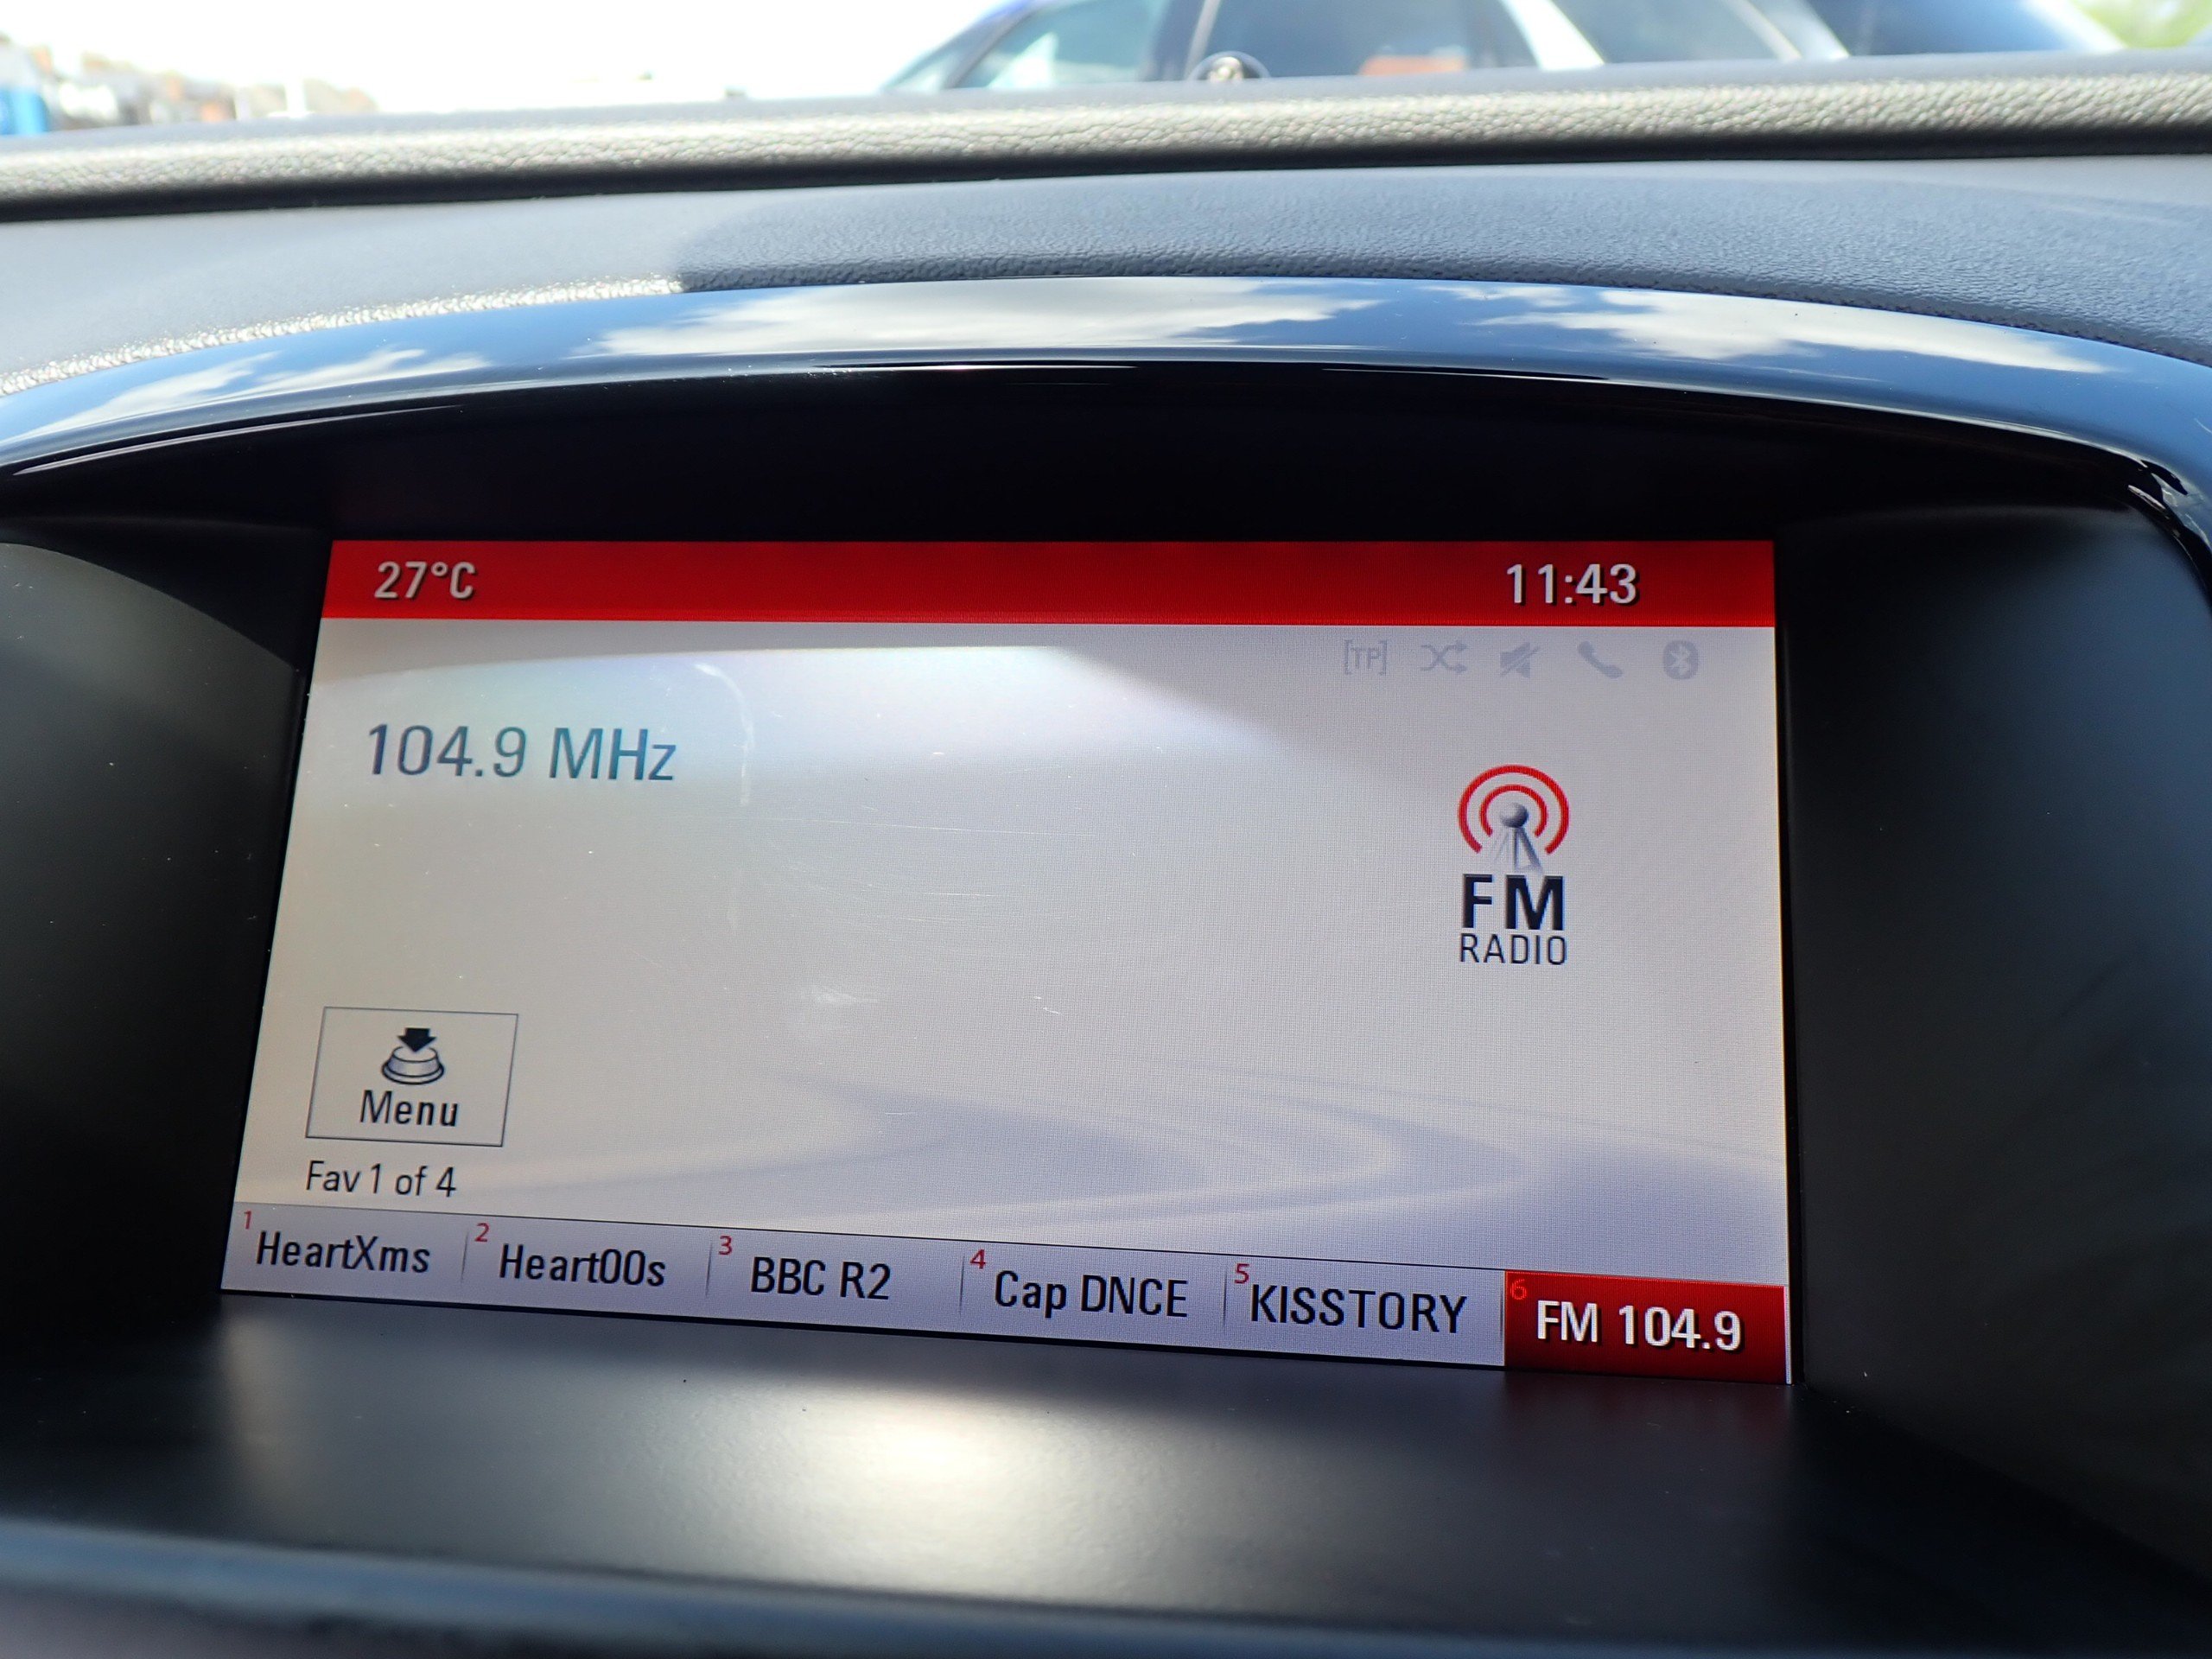 27°C 11:43
[TP]
104.9 MHz
FM
RADIO
Menu
Fav 1 of 4
1 HeartXms 2 Heart00s 3 BBC R2 4 Cap DNCE 5 KISSTORY 6 FM 104.9